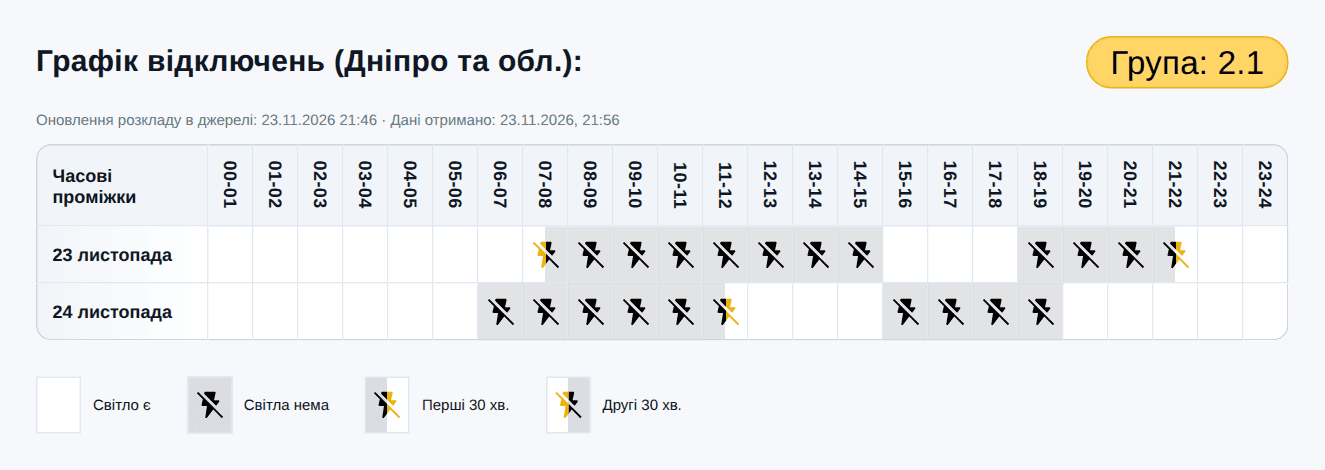 Графік відключень (Дніпро та обл.):
Група: 2.1
Оновлення розкладу в джерелі: 23.11.2026 21:46 · Дані отримано: 23.11.2026, 21:56
Часові
проміжки
00-01
01-02
02-03
03-04
04-05
05-06
06-07
07-08
08-09
09-10
10-11
11-12
12-13
13-14
14-15
15-16
16-17
17-18
18-19
19-20
20-21
21-22
22-23
23-24
23 листопада
24 листопада
Світло є
Світла нема
Перші 30 хв.
Другі 30 хв.